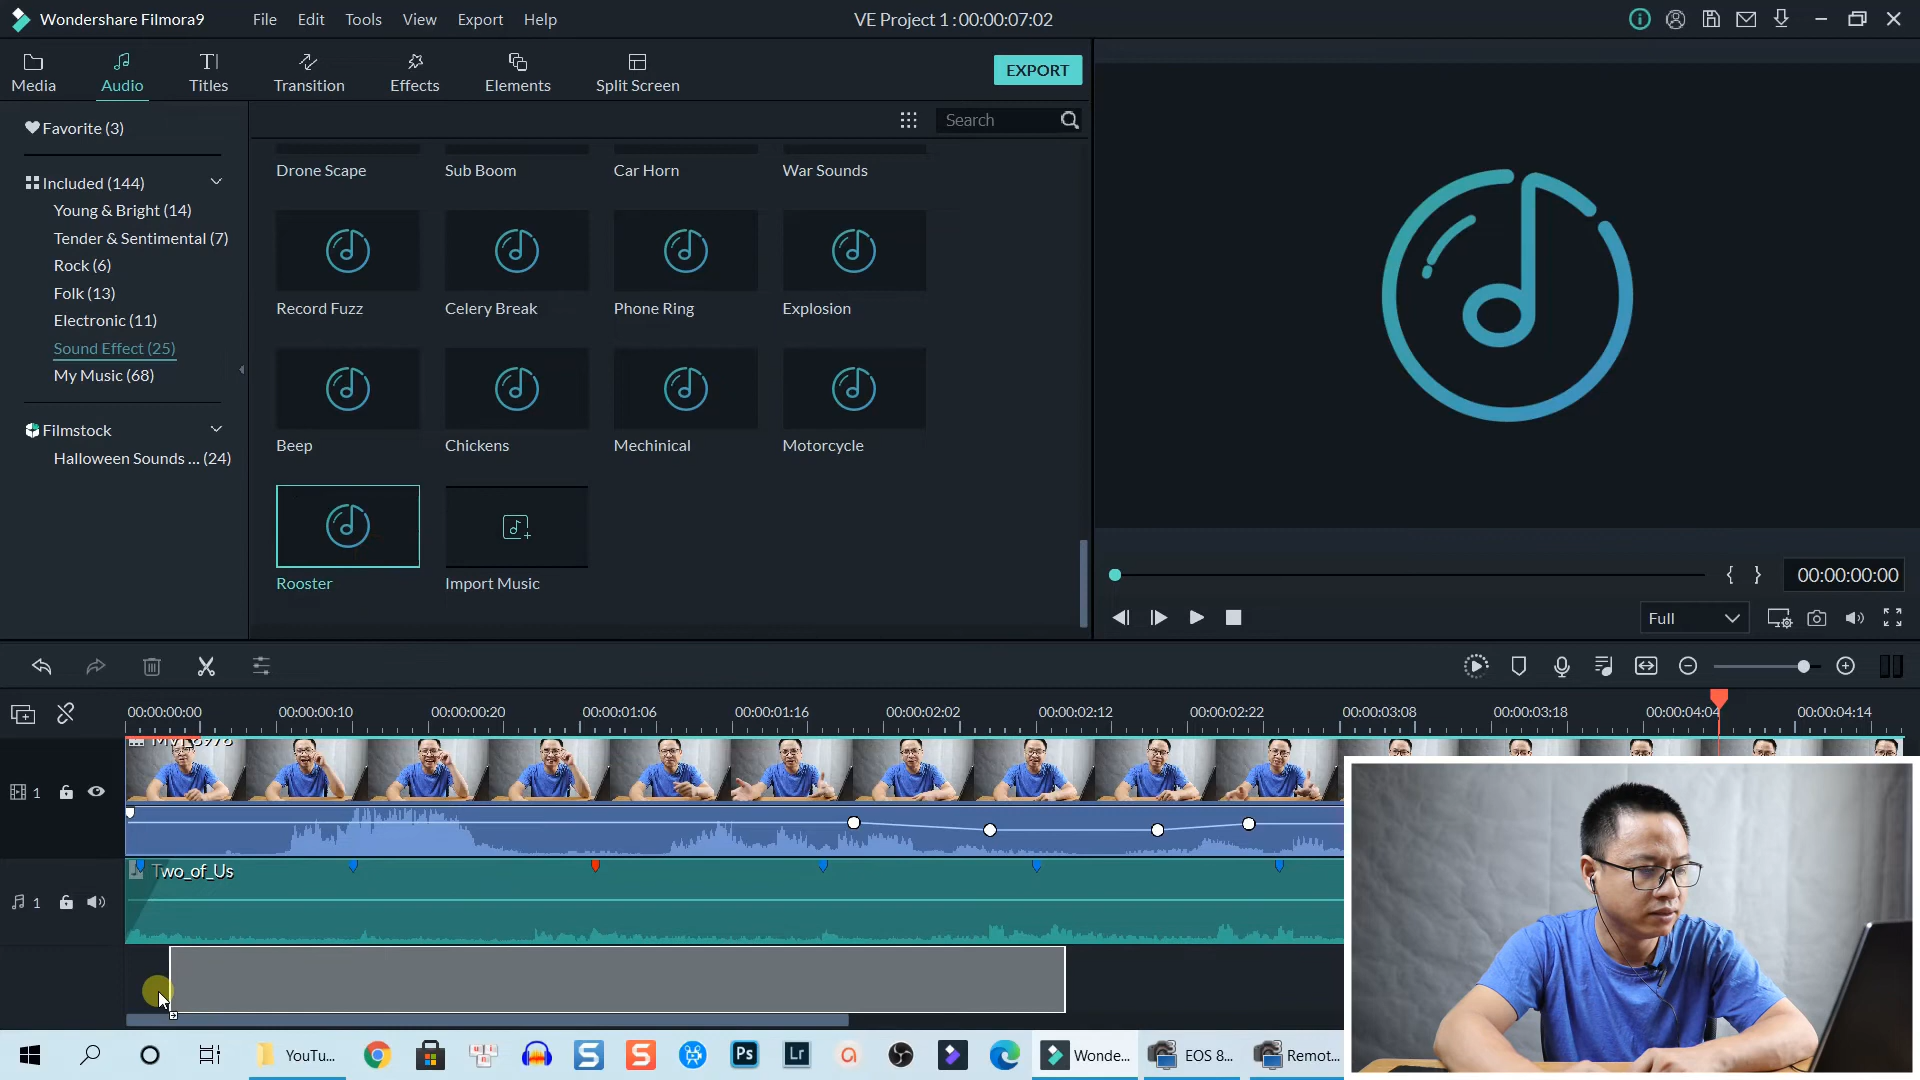 Wondershare Filmora9 File Edit Tools View Export Help VE Project 1 : 00:00:07:02
Media Audio Titles Transition Effects Elements Split Screen EXPORT
Favorite (3)
Search
Included (144)
Young & Bright (14)
Tender & Sentimental (7)
Rock (6)
Folk (13)
Electronic (11)
Sound Effect (25)
My Music (68)
Filmstock
Halloween Sounds ... (24)
Drone Scape Sub Boom Car Horn War Sounds
Record Fuzz Celery Break Phone Ring Explosion
Beep Chickens Mechinical Motorcycle
Rooster Import Music
00:00:00:00
Full
00:00:00:00 00:00:00:10 00:00:00:20 00:00:01:06 00:00:01:16 00:00:02:02 00:00:02:12 00:00:02:22 00:00:03:08 00:00:03:18 00:00:04:04 00:00:04:14
1
Two_of_Us
1
YouTu... Ps Lr Wonde... EOS 8... Remot...